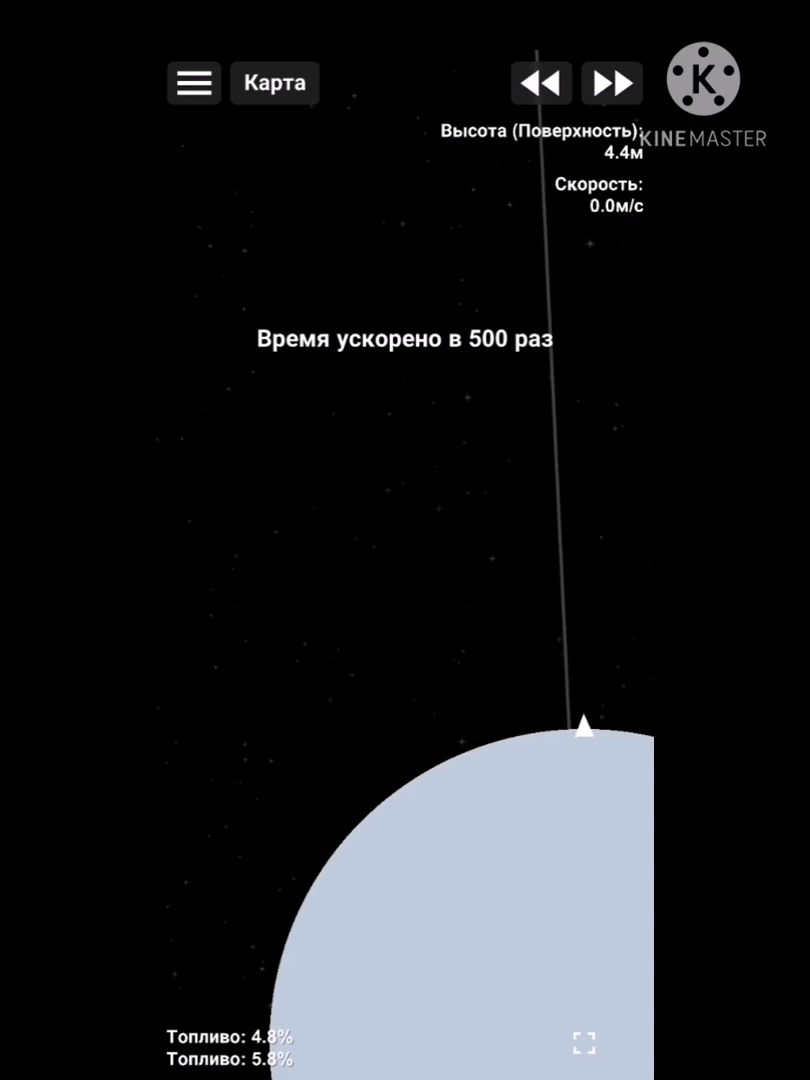 Карта
Высота (Поверхность):
4.4м
Скорость:
0.0м/с
K
KINEMASTER
Время ускорено в 500 раз
Топливо: 4.8%
Топливо: 5.8%